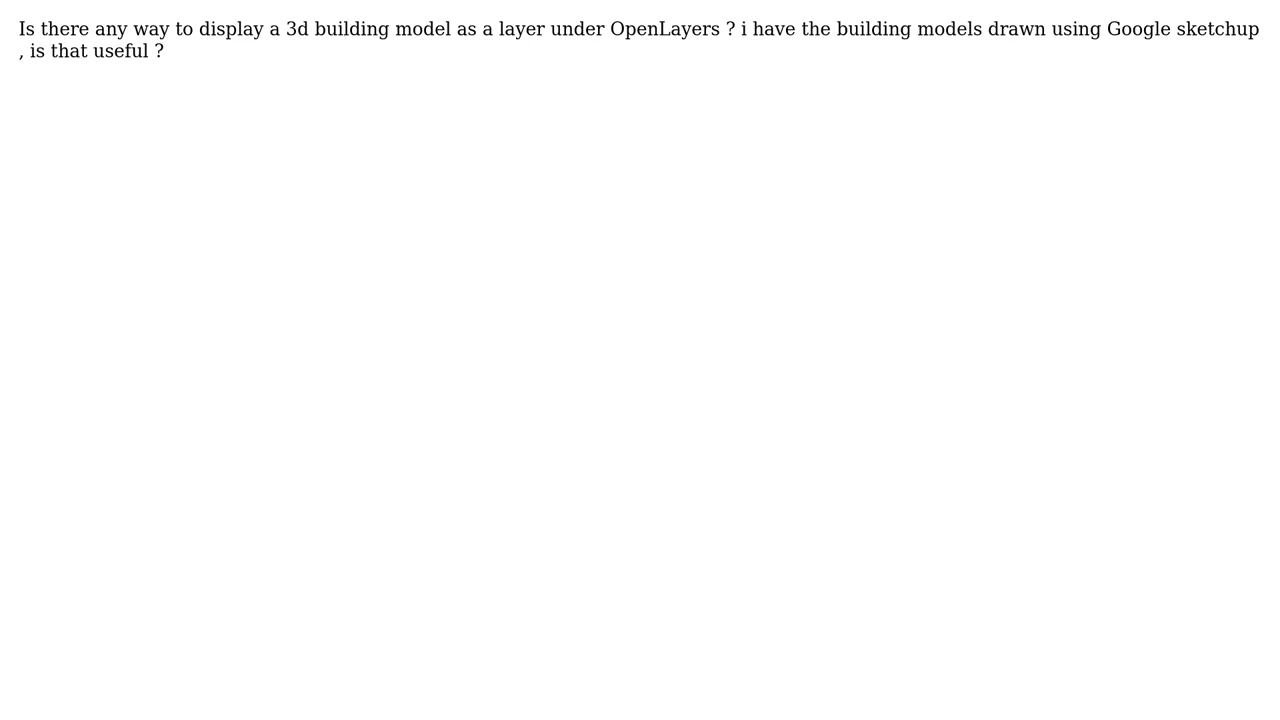 Is there any way to display a 3d building model as a layer under OpenLayers ? i have the building models drawn using Google sketchup
, is that useful ?